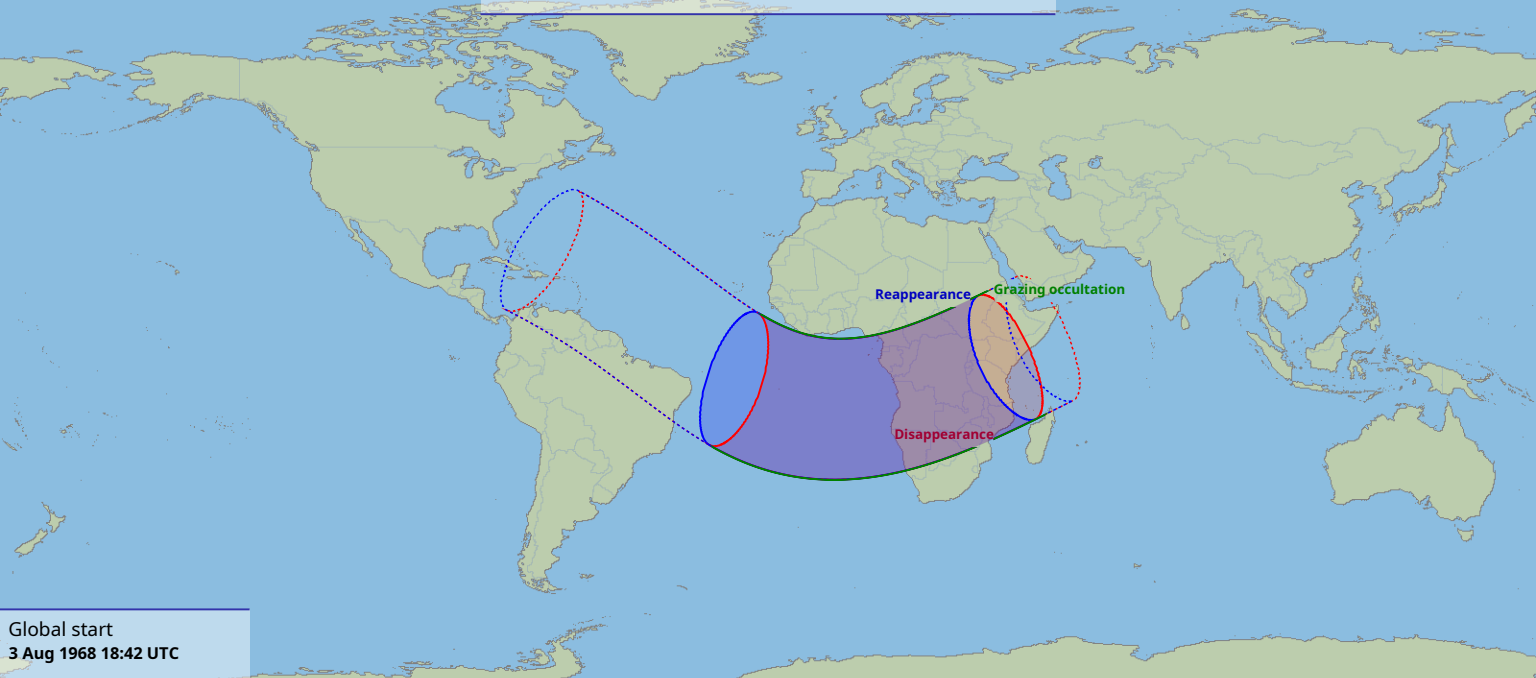 Reappearance
Grazing occultation
Disappearance
Global start
3 Aug 1968 18:42 UTC